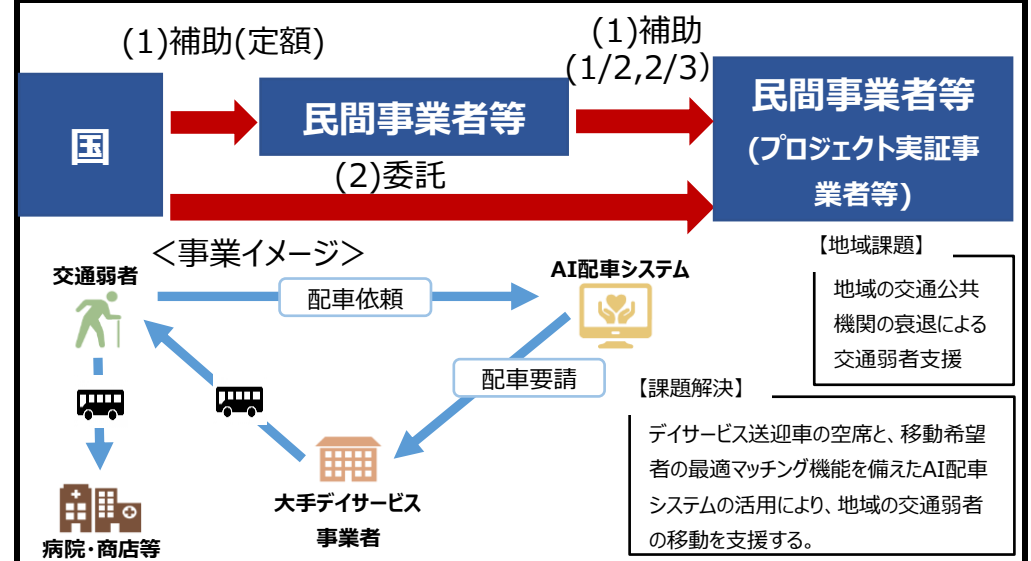 (1)補助(定額)
(1)補助
(1/2,2/3)
国
民間事業者等
民間事業者等
(プロジェクト実証事
業者等)
(2)委託
<事業イメージ>
【地域課題】
地域の交通公共
機関の衰退による
交通弱者支援
交通弱者
AI配車システム
配車依頼
配車要請
【課題解決】
デイサービス送迎車の空席と、移動希望
者の最適マッチング機能を備えたAI配車
システムの活用により、地域の交通弱者
の移動を支援する。
大手デイサービス
事業者
病院・商店等